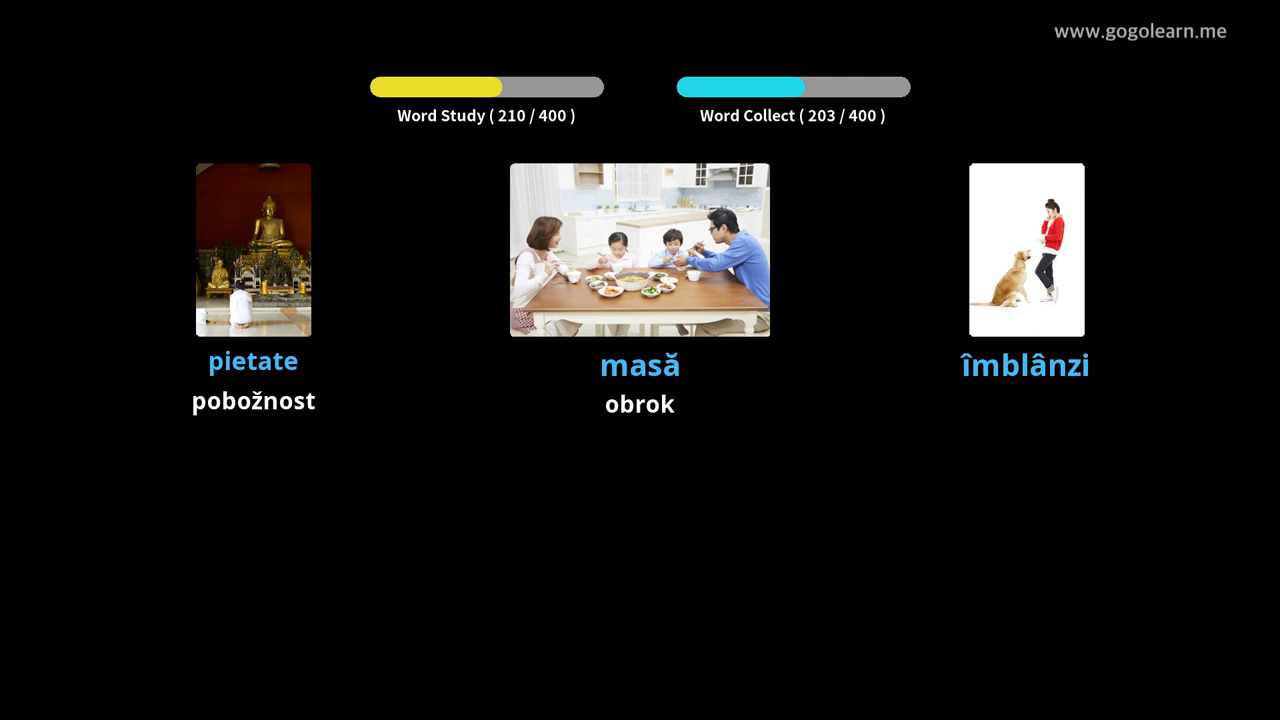 www.gogolearn.me
Word Study ( 210 / 400 )
Word Collect ( 203 / 400 )
pietate
pobožnost
masă
obrok
îmblânzi